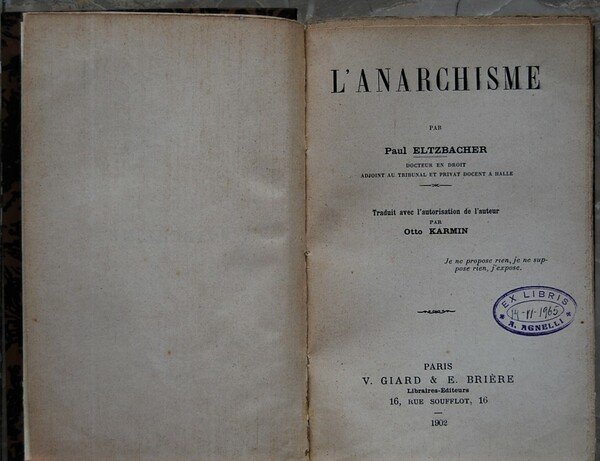 L'ANARCHISME
PAR
Paul ELTZBACHER
DOCTEUR EN DROIT
ADJOINT AU TRIBUNAL ET PRIVAT DOCENT A HALLE
Traduit avec l'autorisation de l'auteur
PAR
Otto KARMIN
Je ne propose rien, je ne sup-
pose rien, j'expose.
EX LIBRIS
14-11-1965
A. AGNELLI
PARIS
V. GIARD & E. BRIÈRE
Libraires-Editeurs
16, RUE SOUFFLOT, 16
1902